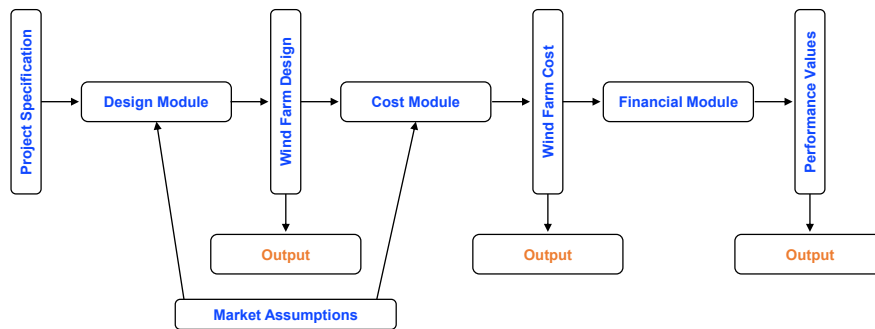 Project Specification
Design Module
Wind Farm Design
Cost Module
Wind Farm Cost
Financial Module
Performance Values
Output
Output
Output
Market Assumptions